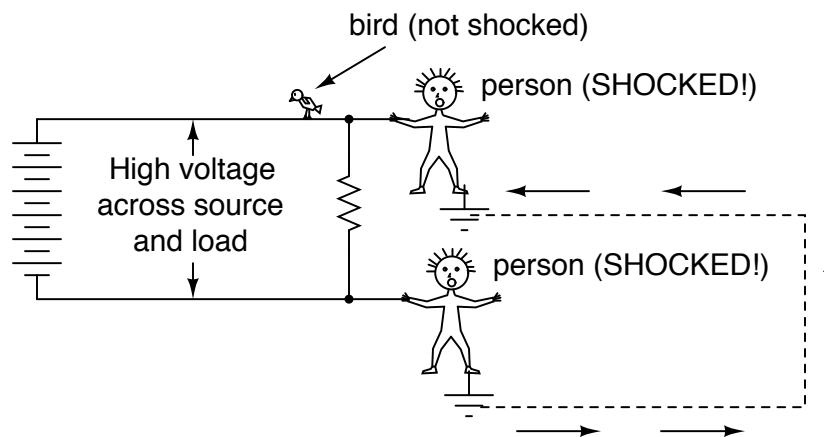 bird (not shocked)
person (SHOCKED!)
High voltage
across source
and load
person (SHOCKED!)